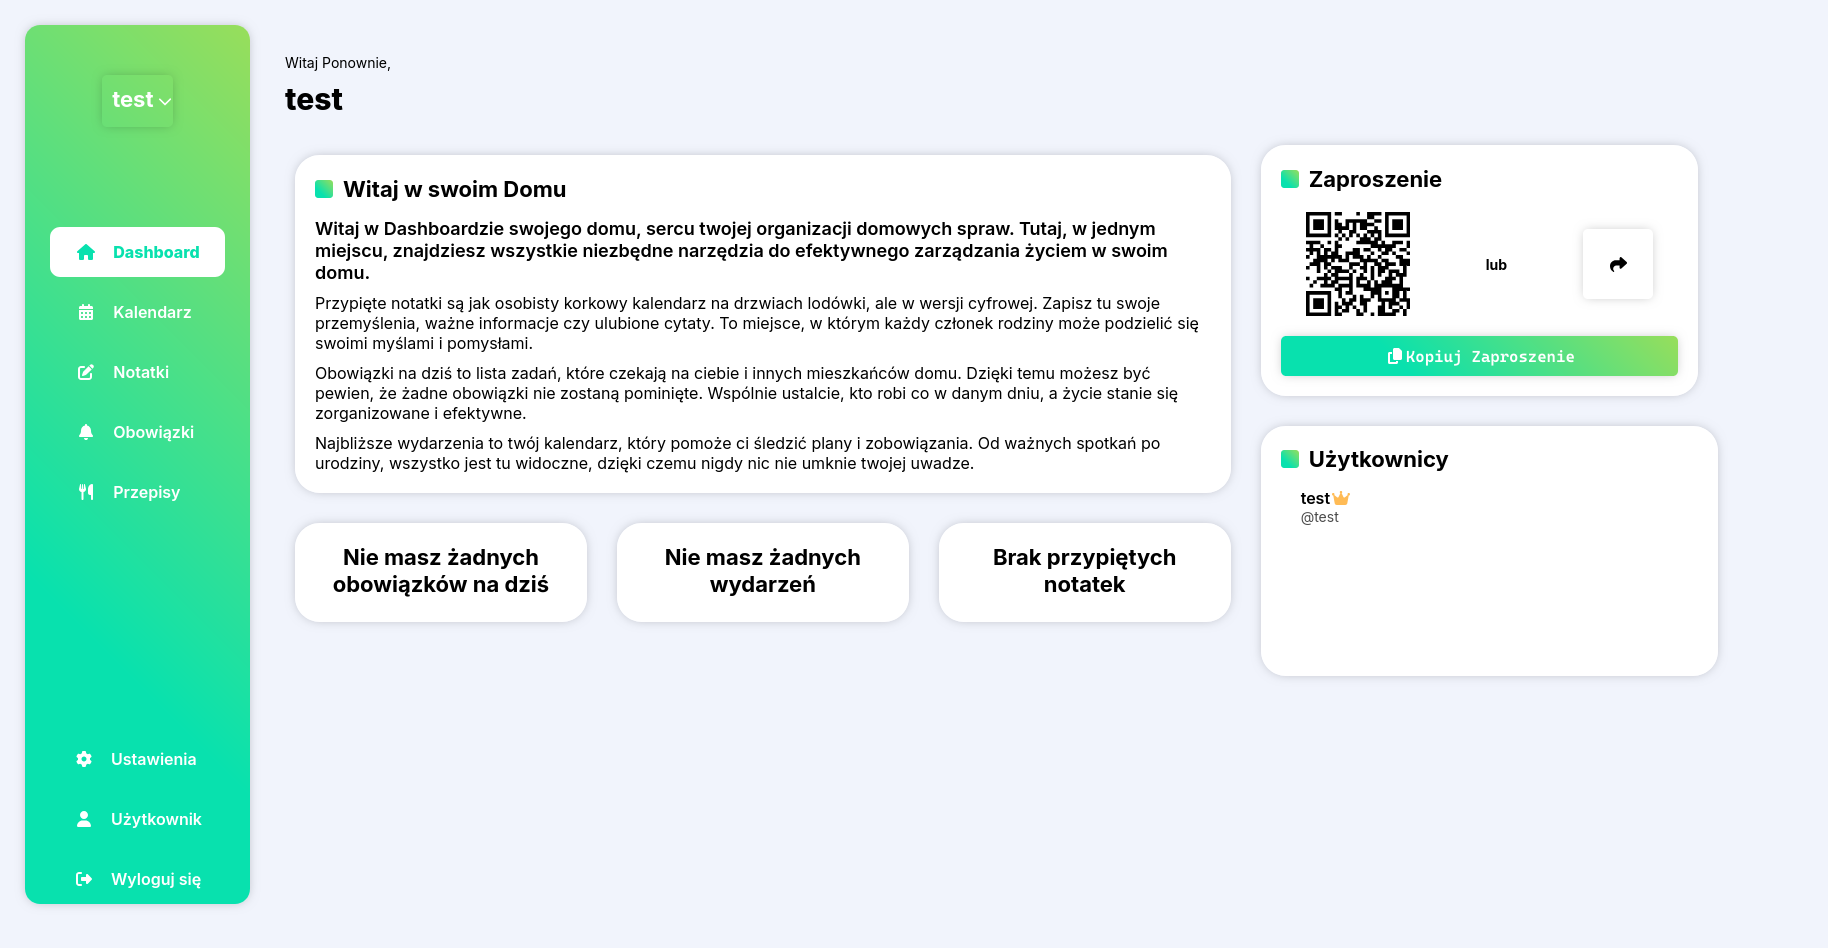 test
Dashboard
Kalendarz
Notatki
Obowiązki
Przepisy
Ustawienia
Użytkownik
Wyloguj się
Witaj Ponownie,
test
Witaj w swoim Domu
Witaj w Dashboardzie swojego domu, sercu twojej organizacji domowych spraw. Tutaj, w jednym
miejscu, znajdziesz wszystkie niezbędne narzędzia do efektywnego zarządzania życiem w swoim
domu.
Przypięte notatki są jak osobisty korkowy kalendarz na drzwiach lodówki, ale w wersji cyfrowej. Zapisz tu swoje
przemyślenia, ważne informacje czy ulubione cytaty. To miejsce, w którym każdy członek rodziny może podzielić się
swoimi myślami i pomysłami.
Obowiązki na dziś to lista zadań, które czekają na ciebie i innych mieszkańców domu. Dzięki temu możesz być
pewien, że żadne obowiązki nie zostaną pominięte. Wspólnie ustalcie, kto robi co w danym dniu, a życie stanie się
zorganizowane i efektywne.
Najbliższe wydarzenia to twój kalendarz, który pomoże ci śledzić plany i zobowiązania. Od ważnych spotkań po
urodziny, wszystko jest tu widoczne, dzięki czemu nigdy nic nie umknie twojej uwadze.
Nie masz żadnych
obowiązków na dziś
Nie masz żadnych
wydarzeń
Brak przypiętych
notatek
Zaproszenie
lub
Kopiuj Zaproszenie
Użytkownicy
test
@test